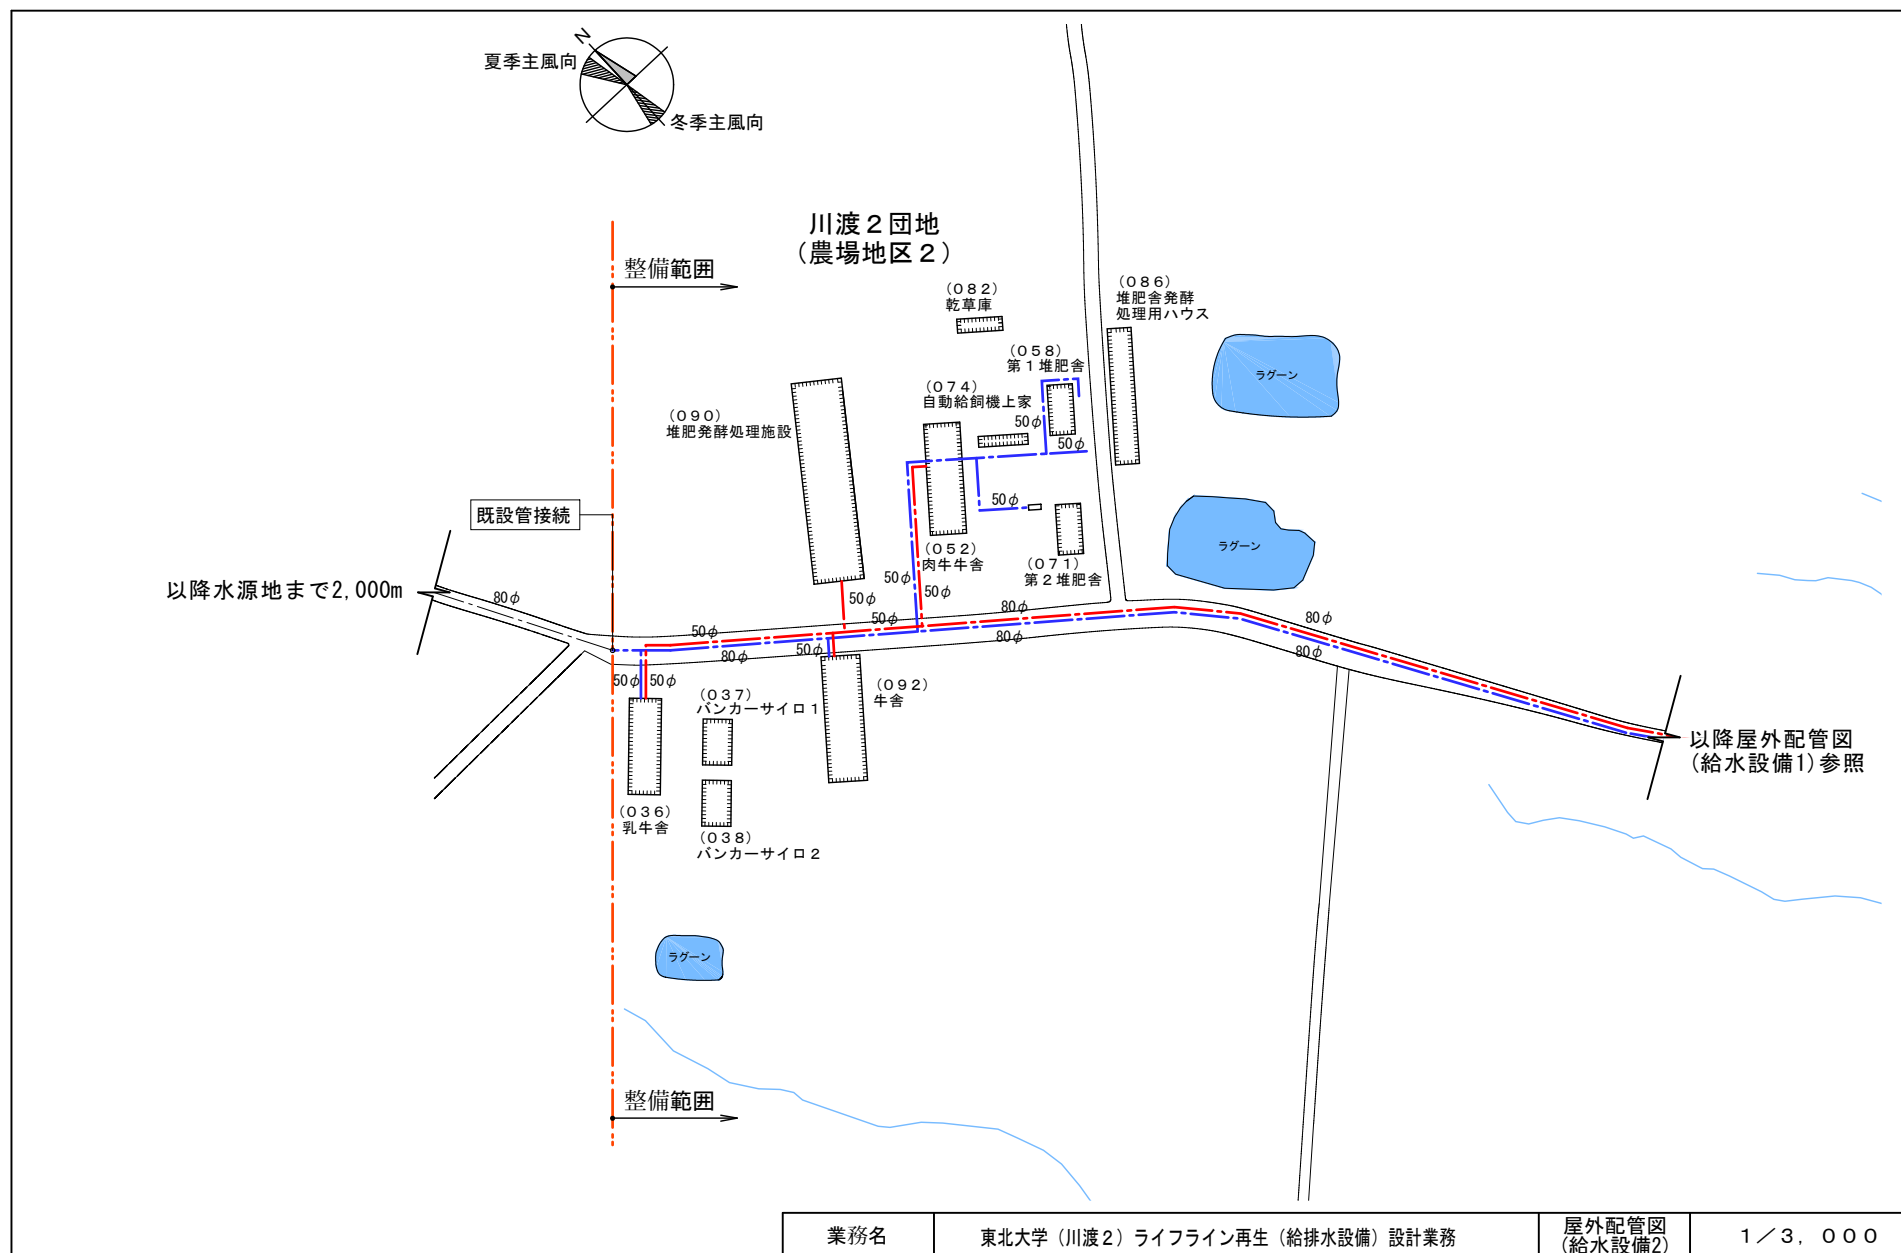 N
夏季主風向
冬季主風向
川渡２団地
（農場地区２）
整備範囲
（０８２）
乾草庫
（０８６）
堆肥舎発酵
処理用ハウス
（０５８）
第１堆肥舎
（０７４）
自動給飼機上家
ラグーン
（０９０）
堆肥発酵処理施設
50φ
50φ
50φ
既設管接続
ラグーン
（０５２）
肉牛牛舎
（０７１）
第２堆肥舎
以降水源地まで2,000m
80φ
50φ
50φ
50φ
50φ
80φ
80φ
50φ
80φ
50φ
80φ
80φ
50φ
50φ
（０３７）
バンカーサイロ１
（０９２）
牛舎
以降屋外配管図
(給水設備1)参照
（０３６）
乳牛舎
（０３８）
バンカーサイロ２
ラグーン
整備範囲
業務名
東北大学（川渡２）ライフライン再生（給排水設備）設計業務
屋外配管図
(給水設備2)
１／３，０００